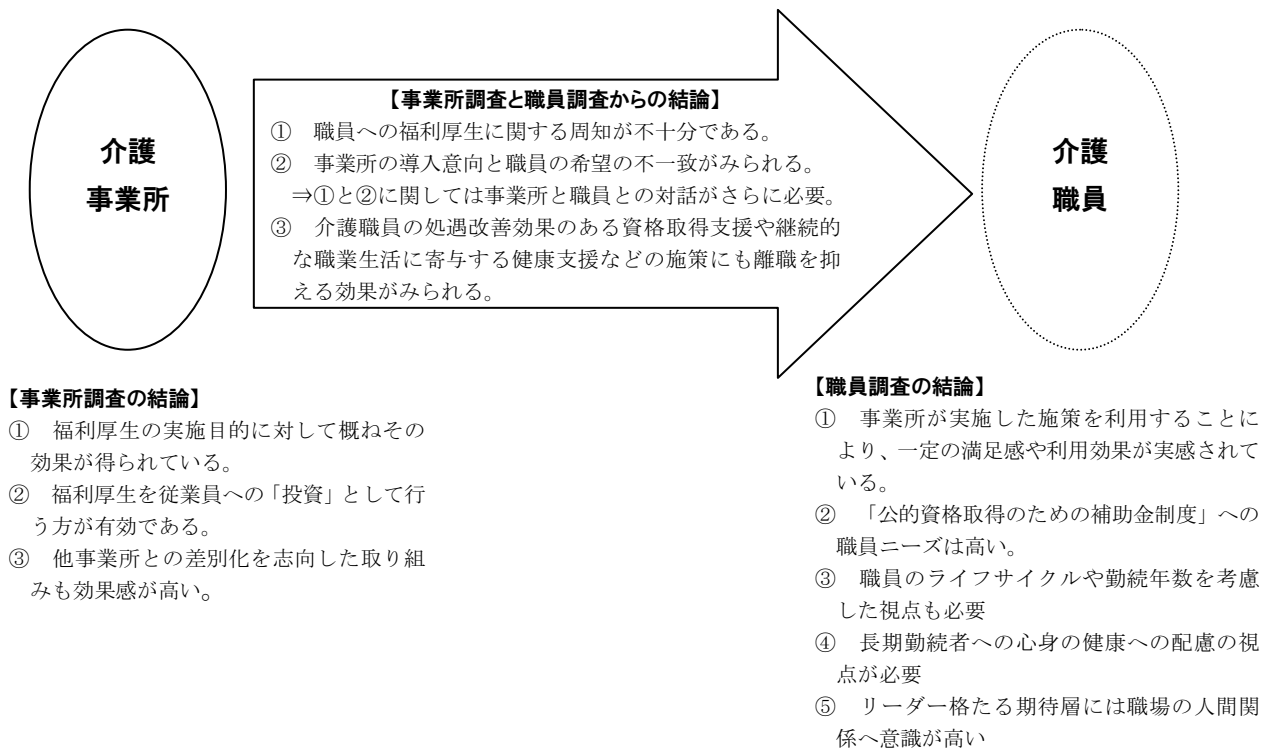 介護
事業所
【事業所調査と職員調査からの結論】
① 職員への福利厚生に関する周知が不十分である。
② 事業所の導入意向と職員の希望の不一致がみられる。
⇒①と②に関しては事業所と職員との対話がさらに必要。
③ 介護職員の処遇改善効果のある資格取得支援や継続的
な職業生活に寄与する健康支援などの施策にも離職を抑
える効果がみられる。
介護
職員
【事業所調査の結論】
① 福利厚生の実施目的に対して概ねその
効果が得られている。
② 福利厚生を従業員への「投資」として行
う方が有効である。
③ 他事業所との差別化を志向した取り組
みも効果感が高い。
【職員調査の結論】
① 事業所が実施した施策を利用することに
より、一定の満足感や利用効果が実感されて
いる。
② 「公的資格取得のための補助金制度」への
職員ニーズは高い。
③ 職員のライフサイクルや勤続年数を考慮
した視点も必要
④ 長期勤続者への心身の健康への配慮の視
点が必要
⑤ リーダー格たる期待層には職場の人間関
係へ意識が高い